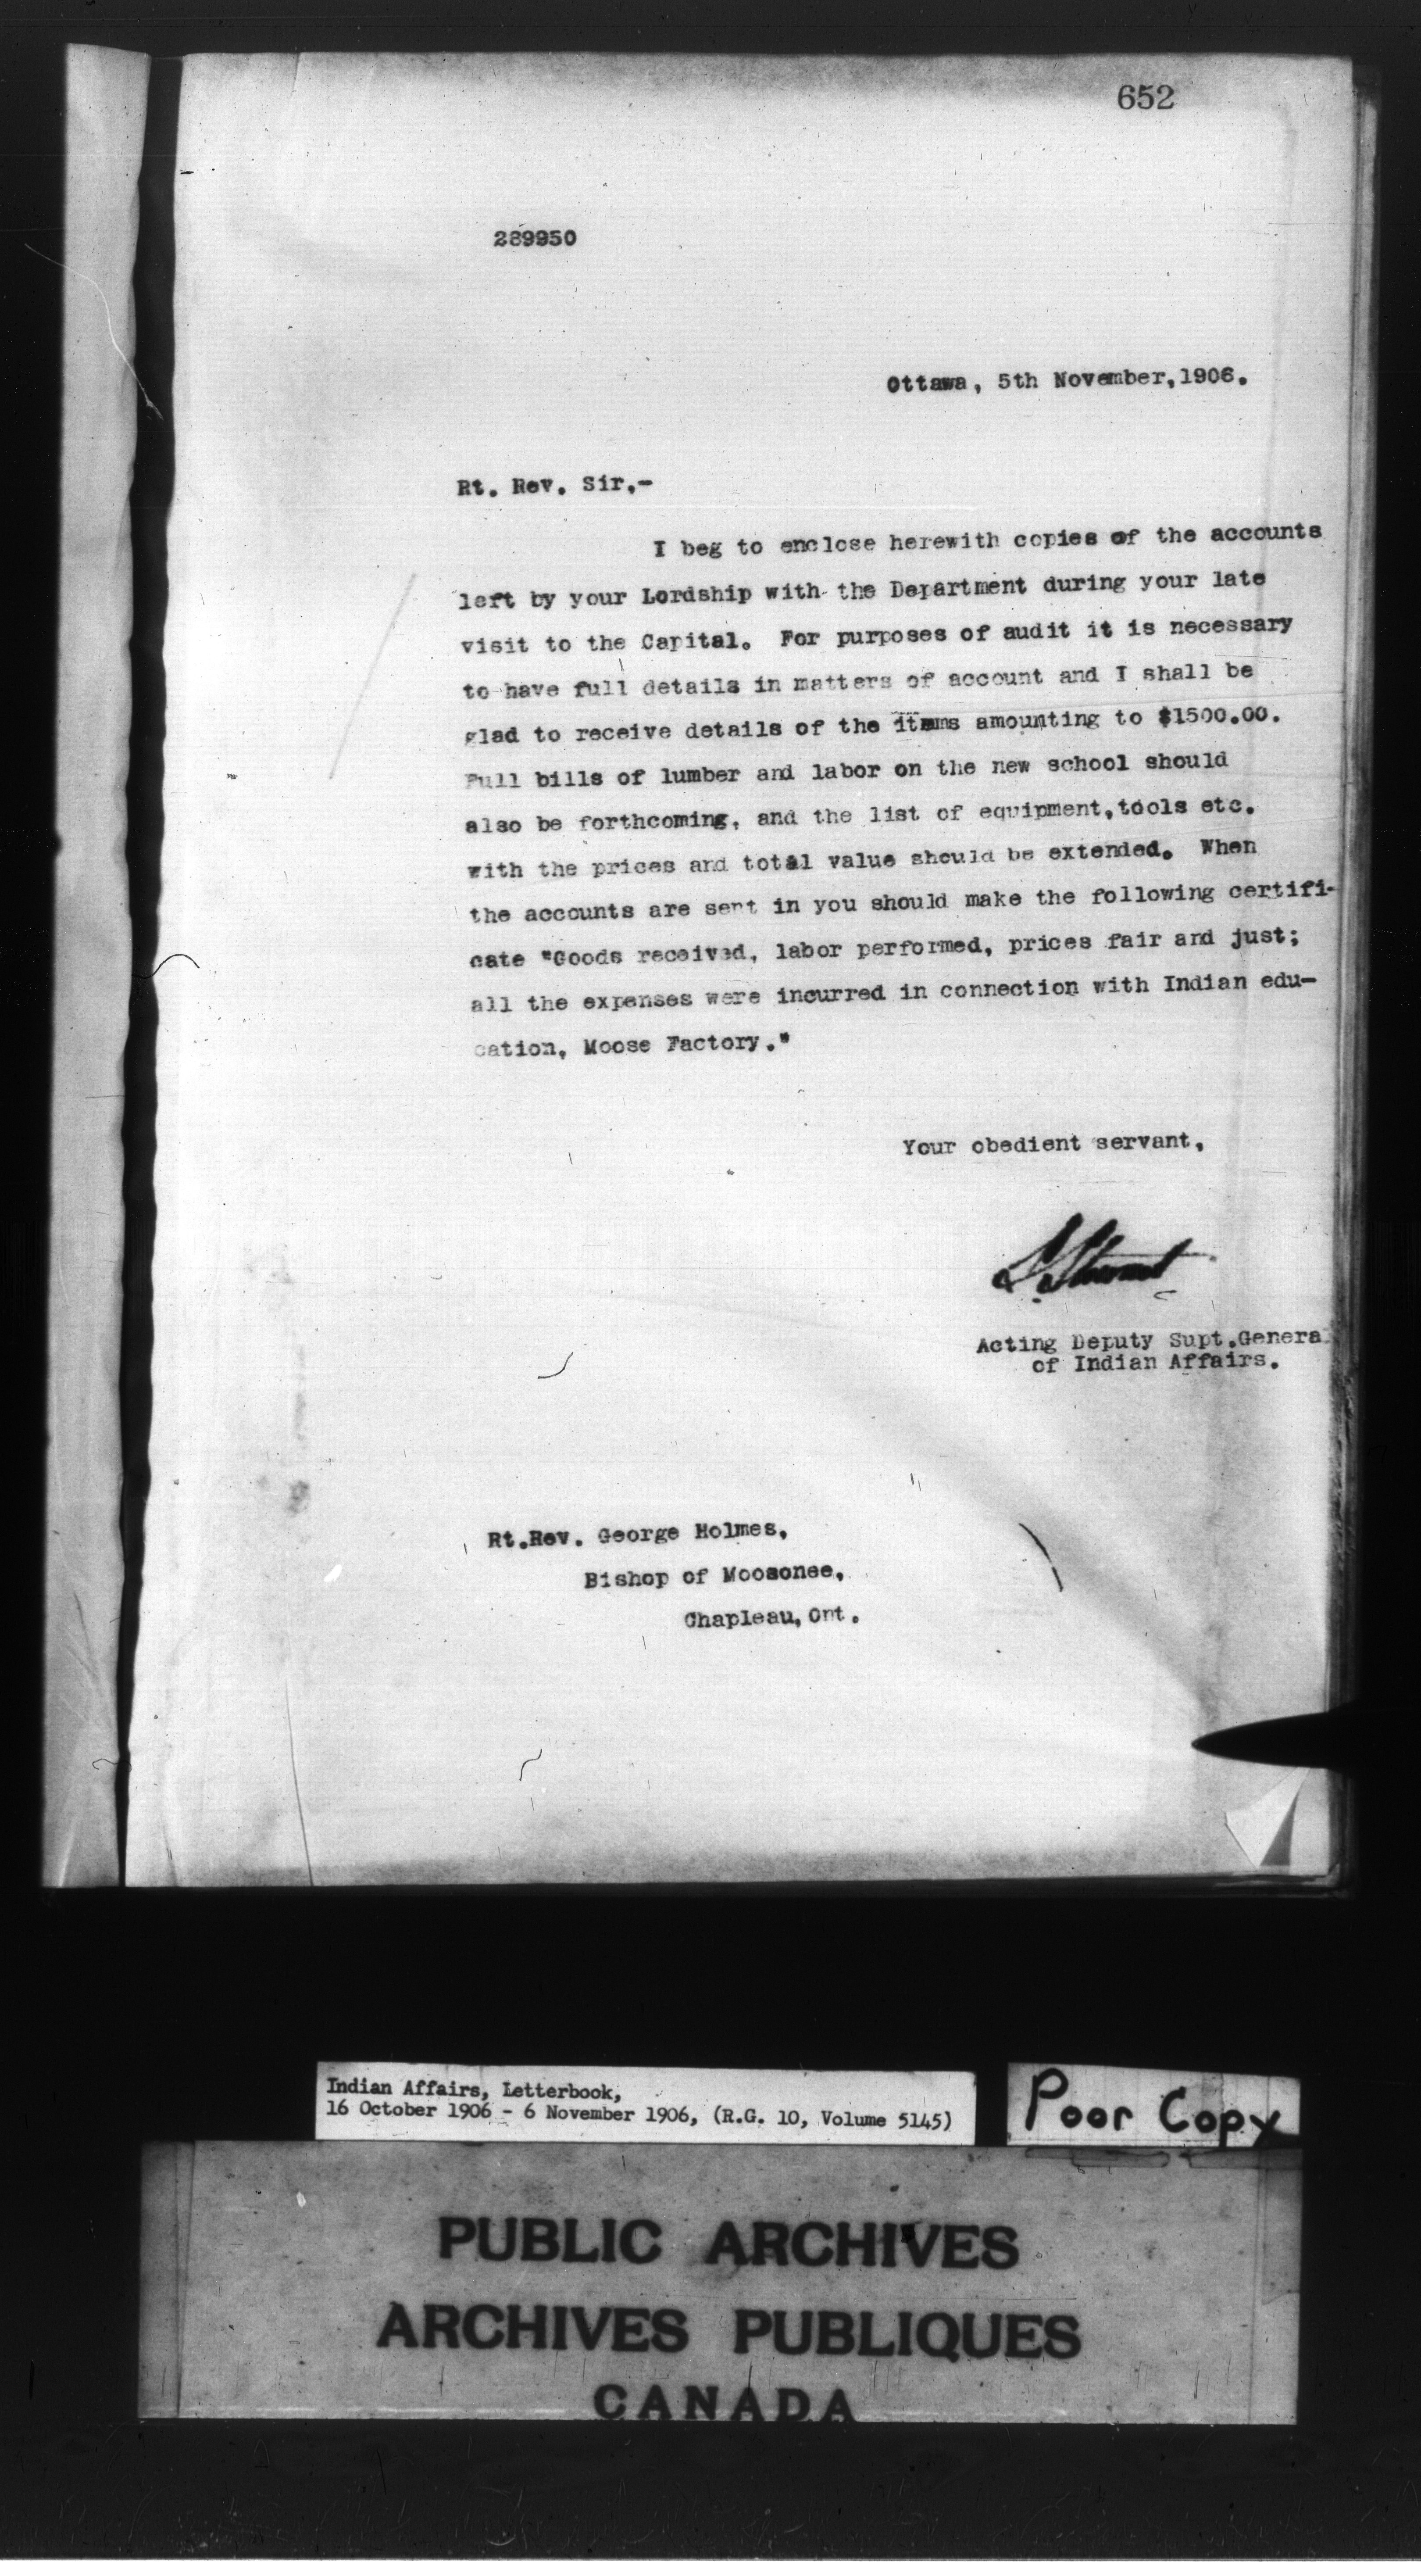 652
289950
Ottawa, 5th November,1906.
Rt. Rev. Sir,-
I beg to enclose herewith copies of the accounts
left by your Lordship with the Department during your late
visit to the Capital. For purposes of audit it is necessary
to have full details in matters of account and I shall be
glad to receive details of the items amounting to $1500.00.
Full bills of lumber and labor on the new school should
also be forthcoming, and the list of equipment,tools etc.
with the prices and total value should be extended. When
the accounts are sent in you should make the following certifi-
cate "Goods received, labor performed, prices fair and just;
all the expenses were incurred in connection with Indian edu-
cation, Moose Factory."
Your obedient servant,
S. Stewart
Acting Deputy Supt.General
of Indian Affairs.
Rt.Rev. George Holmes,
Bishop of Moosonee,
Chapleau, Ont.
Indian Affairs, Letterbook,
16 October 1906 - 6 November 1906, (R.G. 10, Volume 5145)
Poor Copy
PUBLIC ARCHIVES
ARCHIVES PUBLIQUES
CANADA